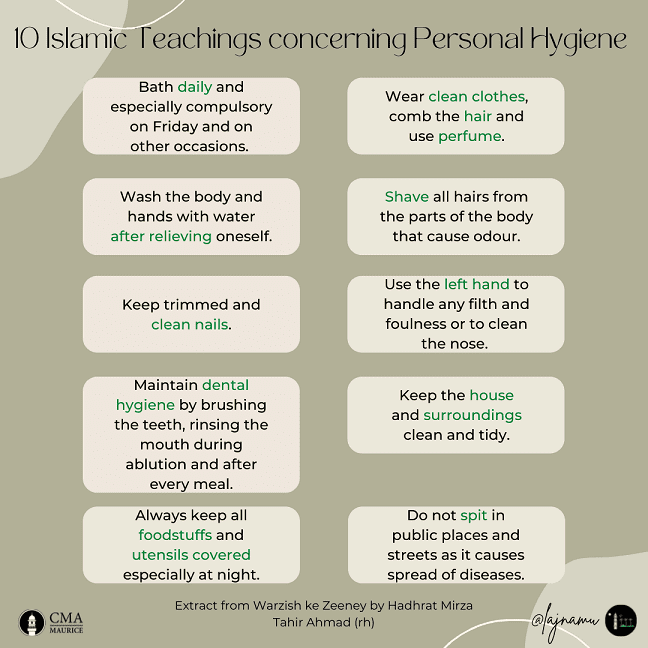 10 Islamic Teachings concerning Personal Hygiene
Bath daily and
especially compulsory
on Friday and on
other occasions.
Wear clean clothes,
comb the hair and
use perfume.
Wash the body and
hands with water
after relieving oneself.
Shave all hairs from
the parts of the body
that cause odour.
Keep trimmed and
clean nails.
Use the left hand to
handle any filth and
foulness or to clean
the nose.
Maintain dental
hygiene by brushing
the teeth, rinsing the
mouth during
ablution and after
every meal.
Keep the house
and surroundings
clean and tidy.
Always keep all
foodstuffs and
utensils covered
especially at night.
Do not spit in
public places and
streets as it causes
spread of diseases.
Extract from Warzish ke Zeeney by Hadhrat Mirza
Tahir Ahmad (rh)
CMA
MAURICE
@lajnamu